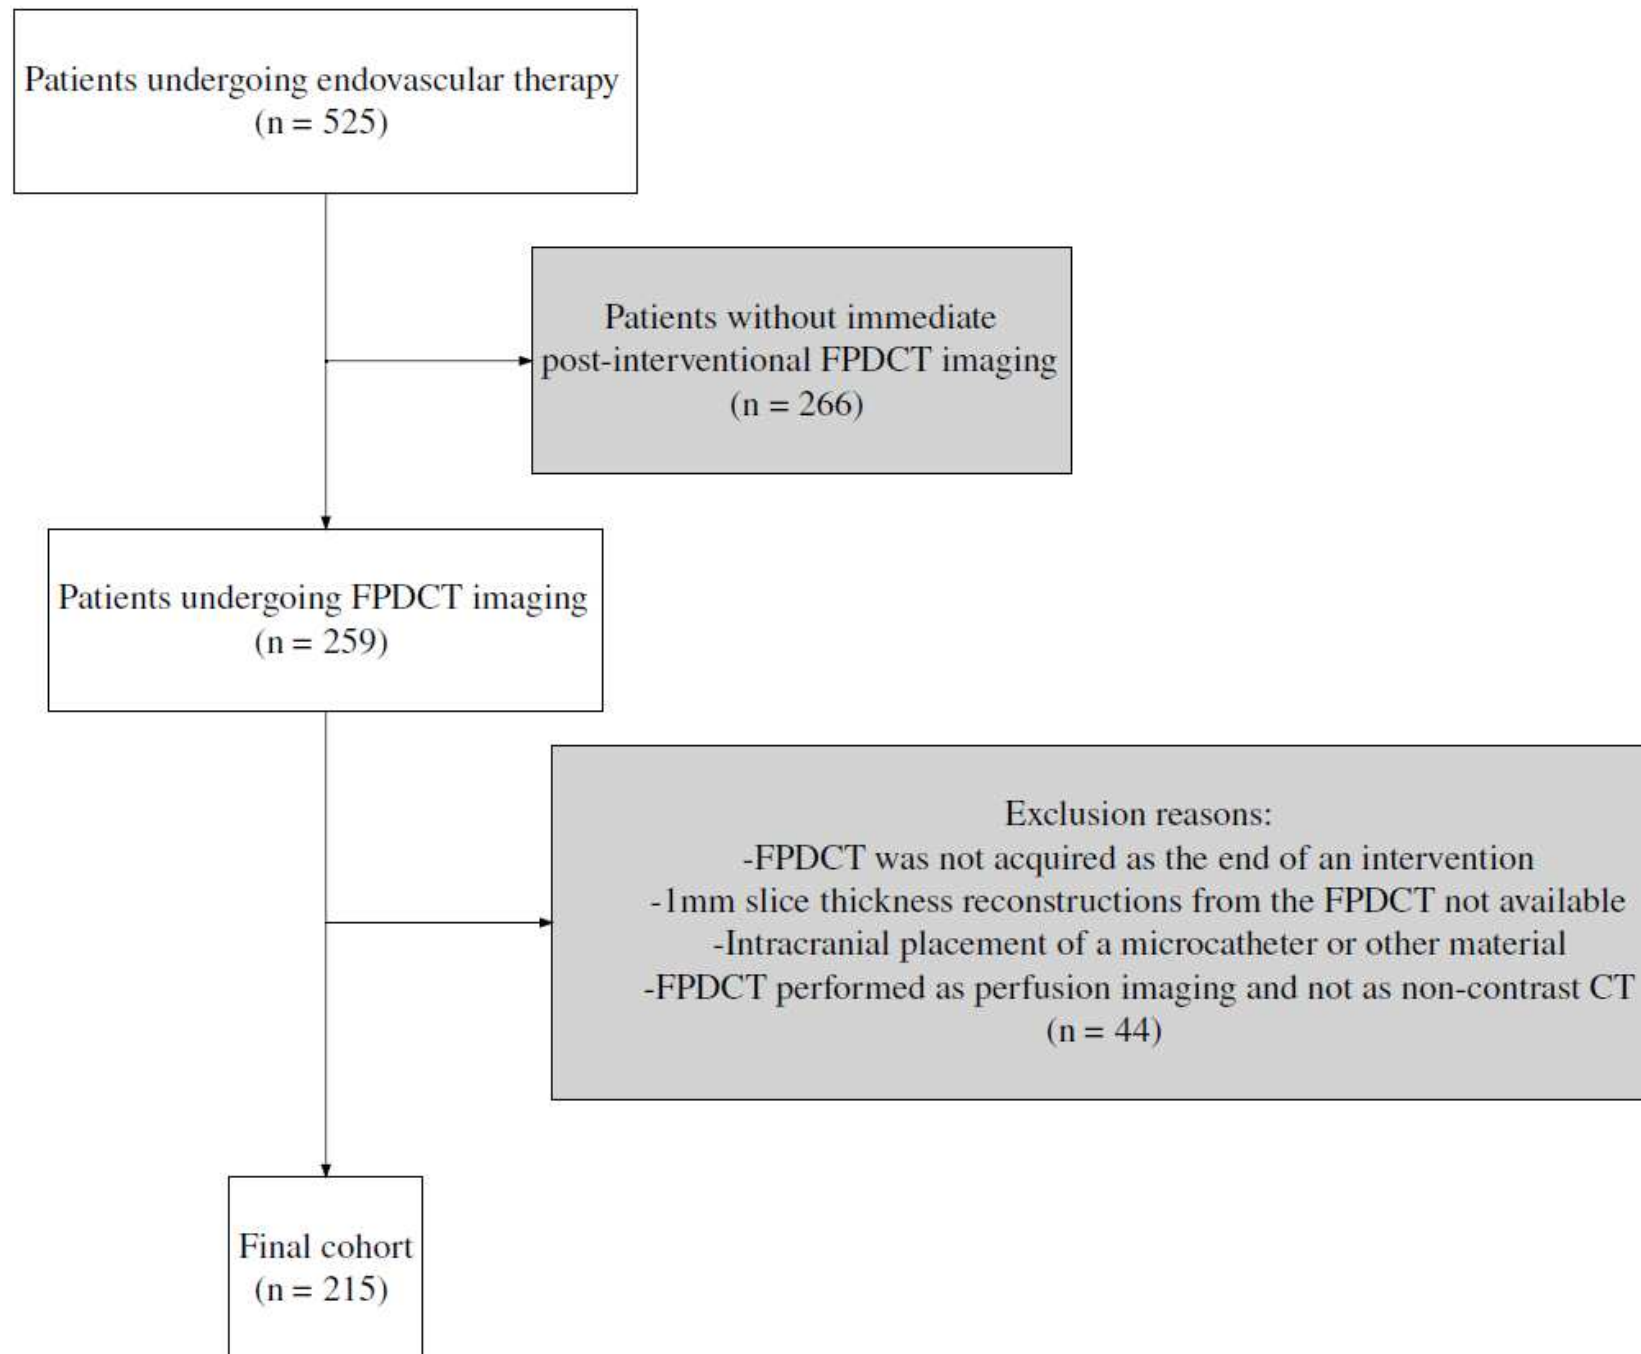 Patients undergoing endovascular therapy
(n = 525)
Patients without immediate
post-interventional FPDCT imaging
(n = 266)
Patients undergoing FPDCT imaging
(n = 259)
Exclusion reasons:
-FPDCT was not acquired as the end of an intervention
-1mm slice thickness reconstructions from the FPDCT not available
-Intracranial placement of a microcatheter or other material
-FPDCT performed as perfusion imaging and not as non-contrast CT
(n = 44)
Final cohort
(n = 215)